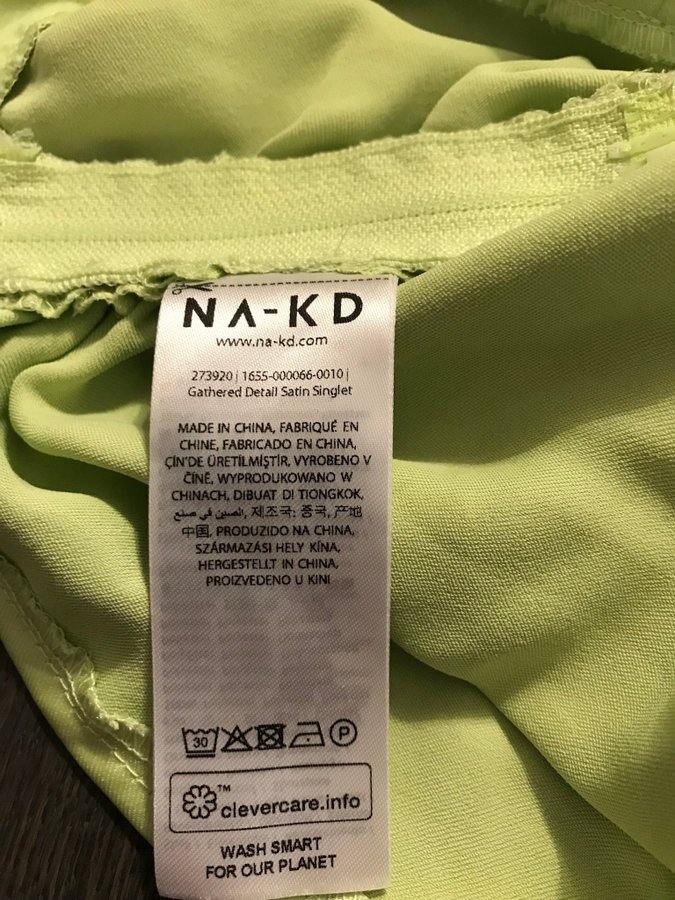 NA-KD
www.na-kd.com
273920 | 1655-000066-0010 |
Gathered Detail Satin Singlet
MADE IN CHINA, FABRIQUÉ EN
CHINE, FABRICADO EN CHINA,
ÇİN'DE ÜRETİLMİŞTİR, VYROBENO V
ČÍNĚ, WYPRODUKOWANO W
CHINACH, DIBUAT DI TIONGKOK,
الصين في صنع, 제조국: 중국, 产地
中国, PRODUZIDO NA CHINA,
SZÁRMAZÁSI HELY KÍNA,
HERGESTELLT IN CHINA,
PROIZVEDENO U KINI
30 P
™
clevercare.info
WASH SMART
FOR OUR PLANET